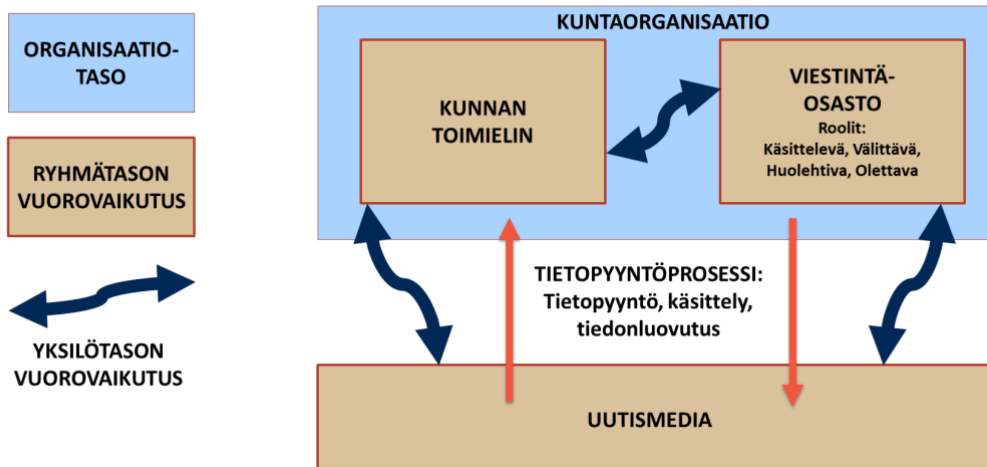 ORGANISAATIO-
TASO
RYHMÄTASON
VUOROVAIKUTUS
YKSILÖTASON
VUOROVAIKUTUS
KUNTAORGANISAATIO
KUNNAN
TOIMIELIN
VIESTINTÄ-
OSASTO
Roolit:
Käsittelevä, Välittävä,
Huolehtiva, Olettava
TIETOPYYNTÖPROSESSI:
Tietopyyntö, käsittely,
tiedonluovutus
UUTISMEDIA